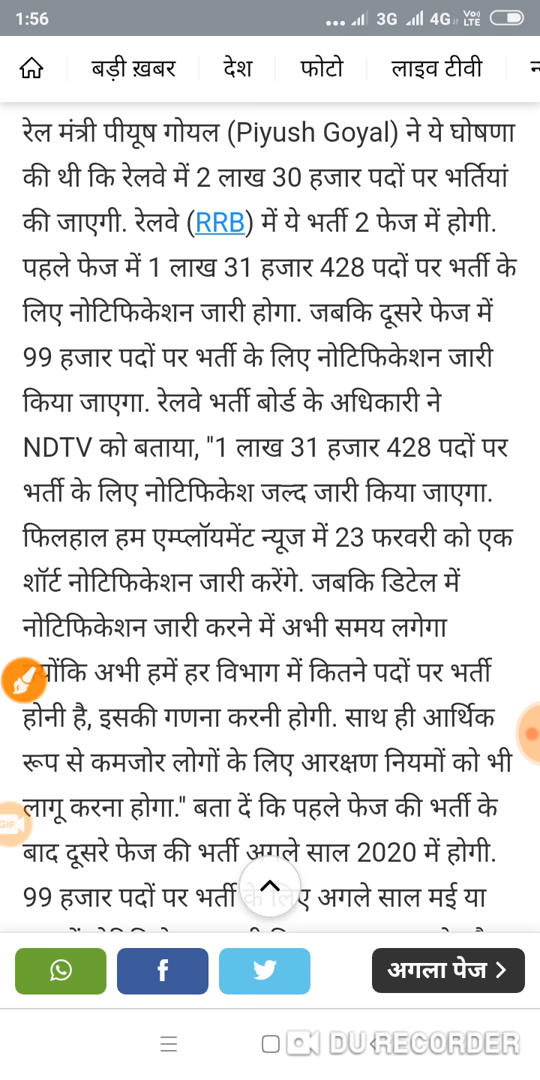 1:56
3G 4G Vo) LTE
बड़ी ख़बर देश फोटो लाइव टीवी
रेल मंत्री पीयूष गोयल (Piyush Goyal) ने ये घोषणा
की थी कि रेलवे में 2 लाख 30 हजार पदों पर भर्तियां
की जाएगी. रेलवे (RRB) में ये भर्ती 2 फेज में होगी.
पहले फेज में 1 लाख 31 हजार 428 पदों पर भर्ती के
लिए नोटिफिकेशन जारी होगा. जबकि दूसरे फेज में
99 हजार पदों पर भर्ती के लिए नोटिफिकेशन जारी
किया जाएगा. रेलवे भर्ती बोर्ड के अधिकारी ने
NDTV को बताया, "1 लाख 31 हजार 428 पदों पर
भर्ती के लिए नोटिफिकेश जल्द जारी किया जाएगा.
फिलहाल हम एम्प्लॉयमेंट न्यूज में 23 फरवरी को एक
शॉर्ट नोटिफिकेशन जारी करेंगे. जबकि डिटेल में
नोटिफिकेशन जारी करने में अभी समय लगेगा
क्योंकि अभी हमें हर विभाग में कितने पदों पर भर्ती
होनी है, इसकी गणना करनी होगी. साथ ही आर्थिक
रूप से कमजोर लोगों के लिए आरक्षण नियमों को भी
लागू करना होगा." बता दें कि पहले फेज की भर्ती के
बाद दूसरे फेज की भर्ती अगले साल 2020 में होगी.
99 हजार पदों पर भर्ती के लिए अगले साल मई या
अगला पेज >
DU RECORDER